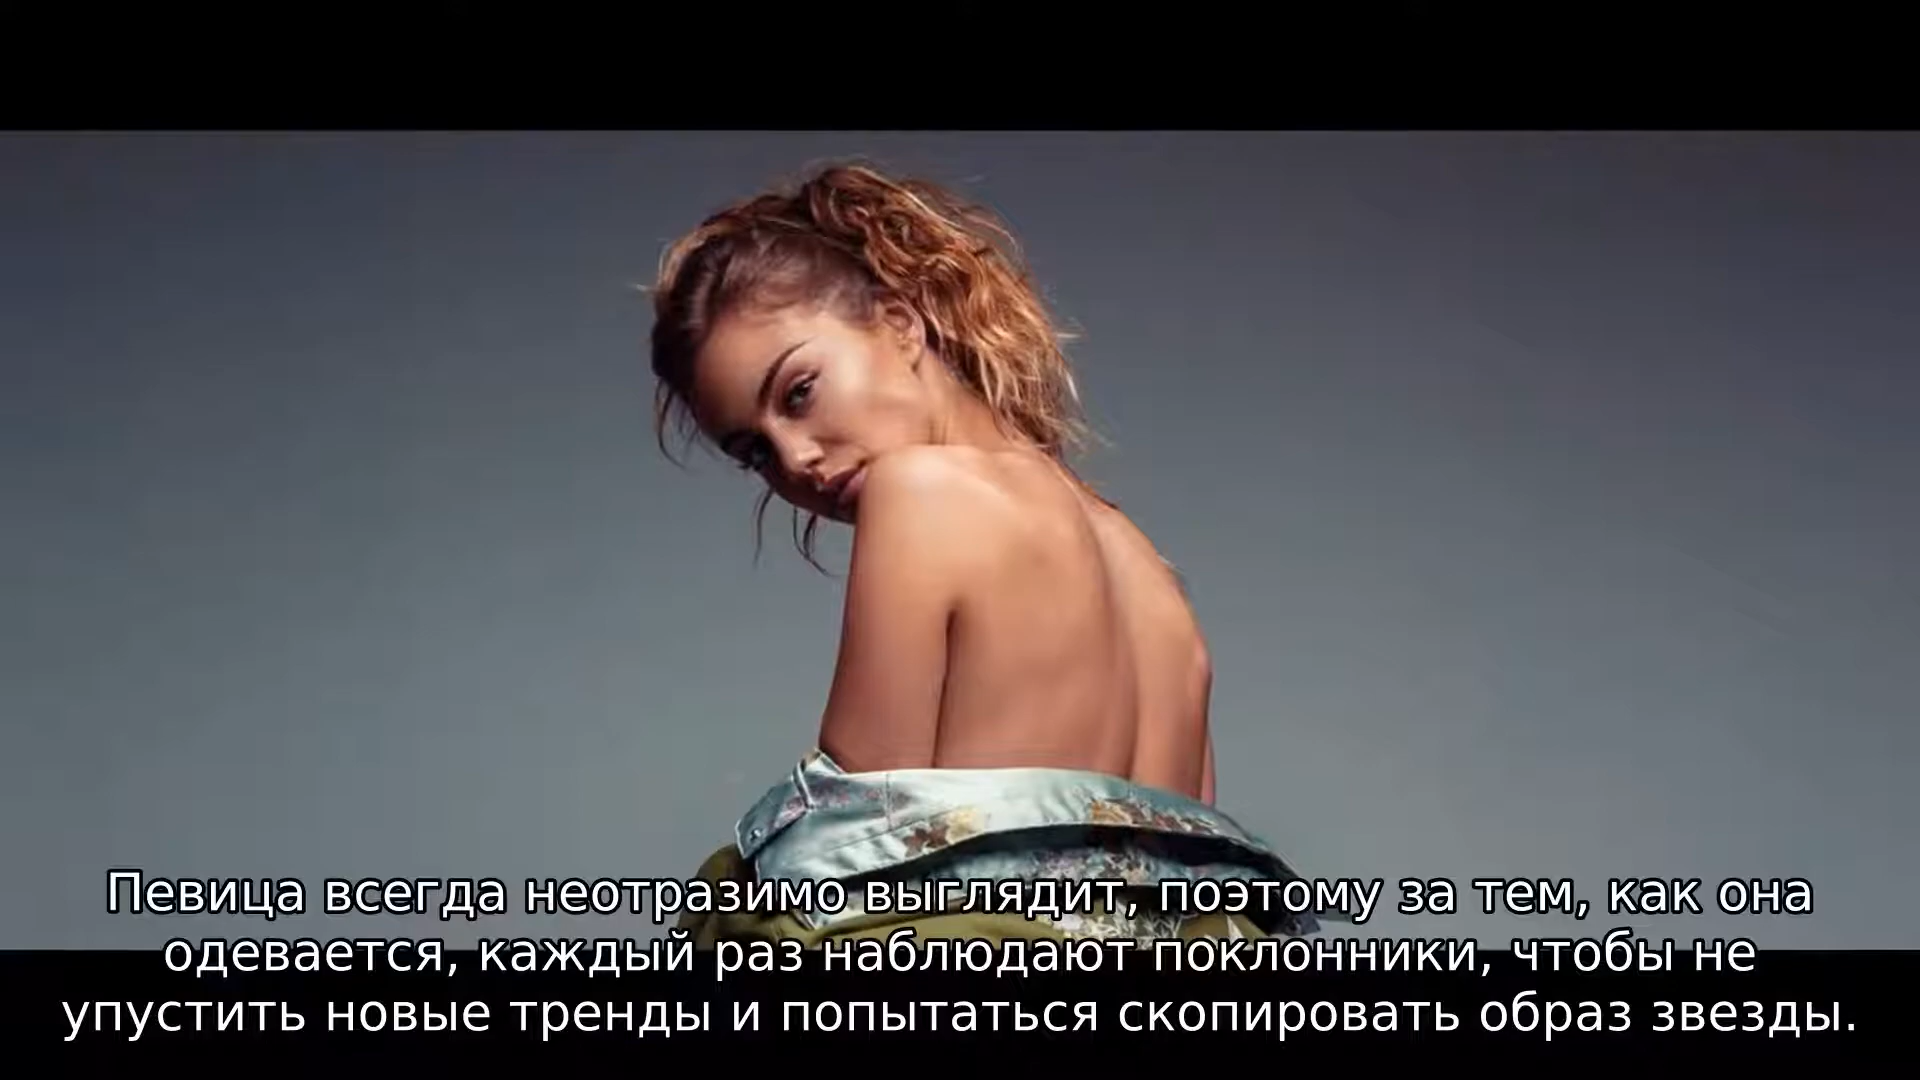 Певица всегда неотразимо выглядит, поэтому за тем, как она
одевается, каждый раз наблюдают поклонники, чтобы не
упустить новые тренды и попытаться скопировать образ звезды.